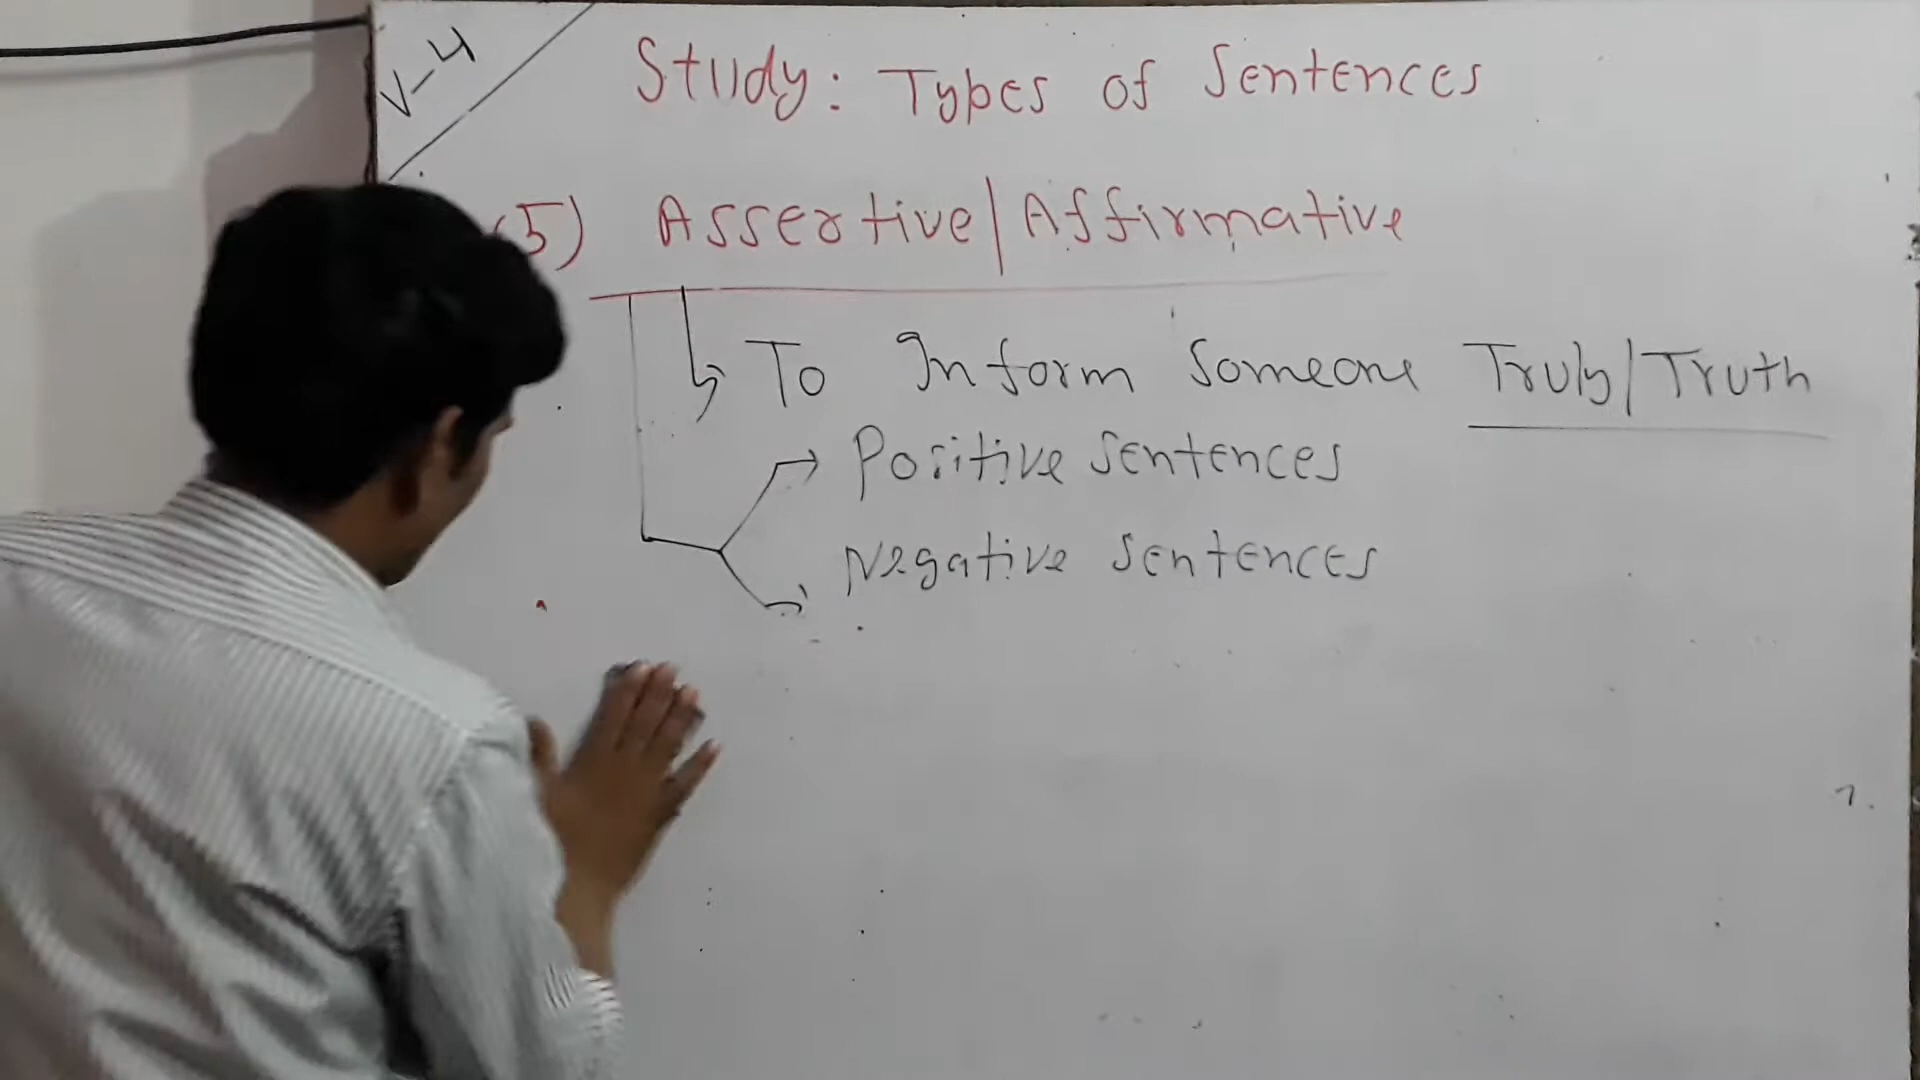 V-4
Study: Types of Sentences
(5) Assertive/Affirmative
To Inform Someone Truly/Truth
Positive Sentences
Negative Sentences